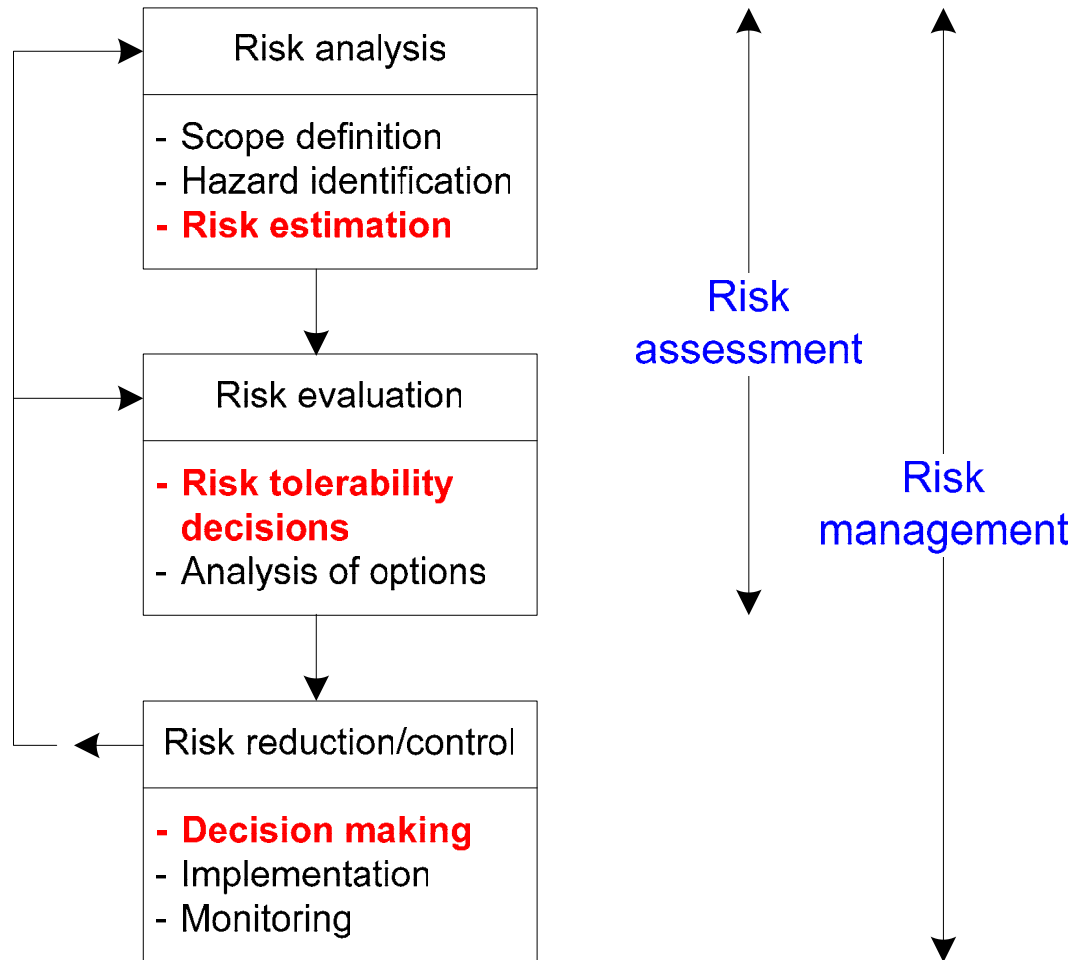 Risk analysis
- Scope definition
- Hazard identification
- Risk estimation
Risk evaluation
- Risk tolerability
decisions
- Analysis of options
Risk reduction/control
- Decision making
- Implementation
- Monitoring
Risk
assessment
Risk
management